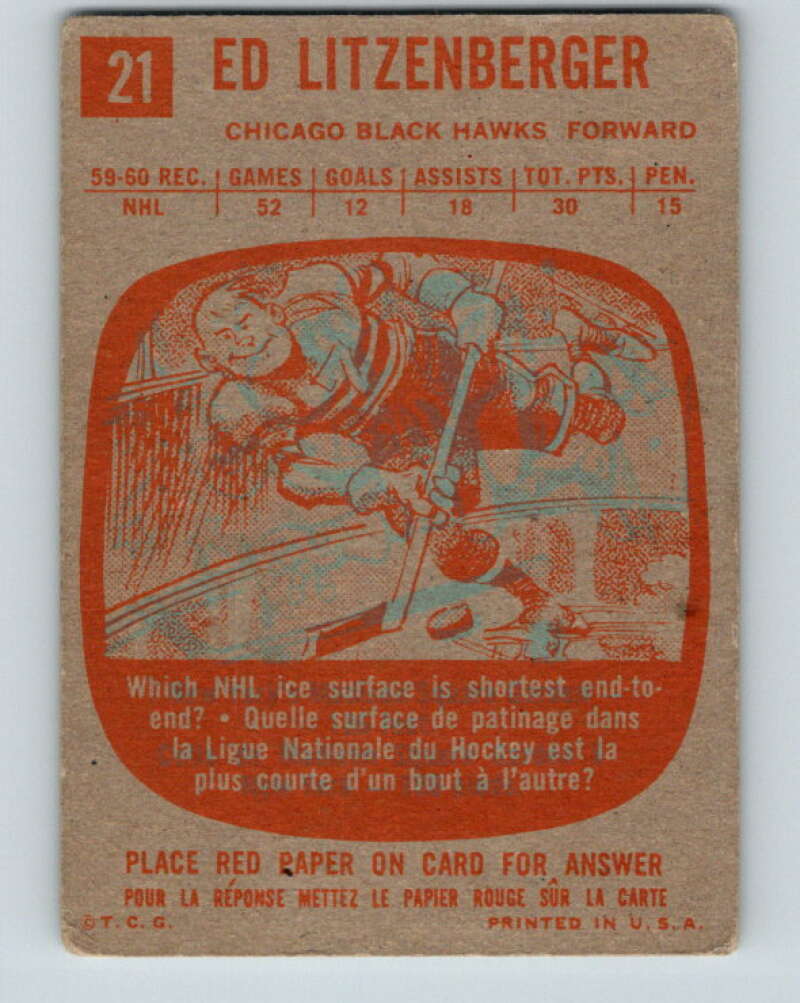 21 ED LITZENBERGER
CHICAGO BLACK HAWKS FORWARD
59-60 REC. GAMES GOALS ASSISTS TOT. PTS. PEN.
NHL 52 12 18 30 15
Which NHL ice surface is shortest end-to-
end? • Quelle surface de patinage dans
la Ligue Nationale du Hockey est la
plus courte d'un bout à l'autre?
PLACE RED PAPER ON CARD FOR ANSWER
POUR LA RÉPONSE METTEZ LE PAPIER ROUGE SÛR LA CARTE
© T. C. G. PRINTED IN U. S. A.